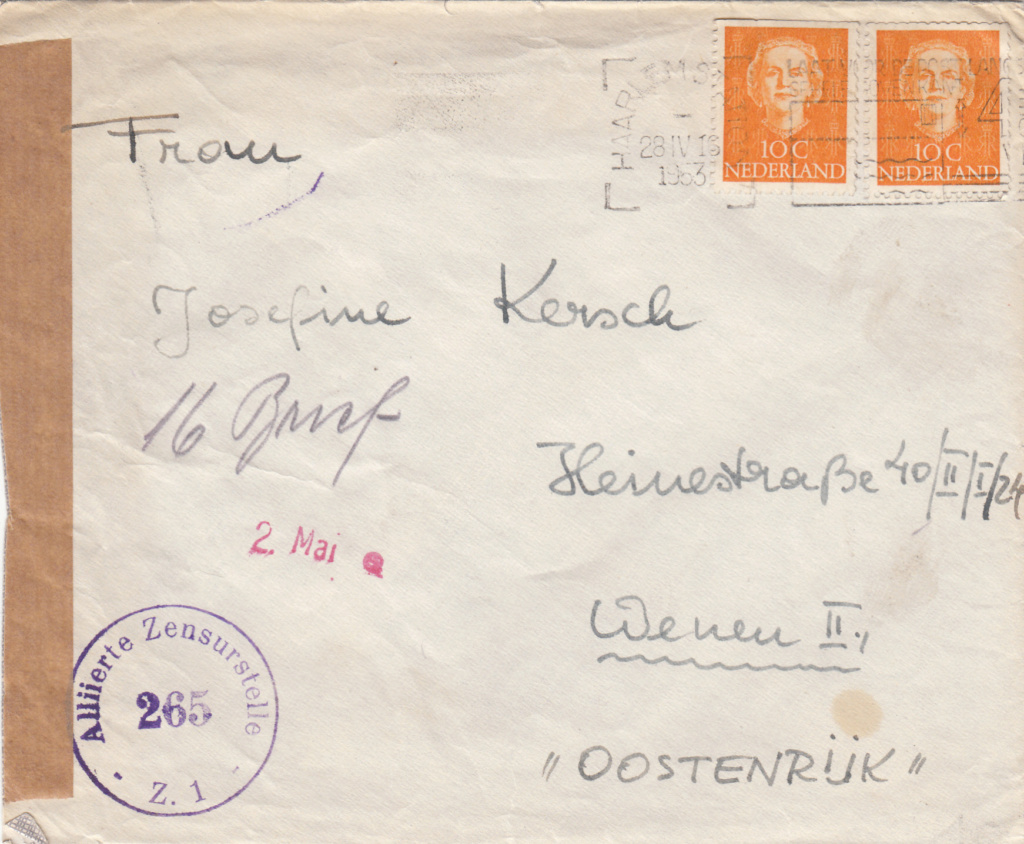 HAARLEM.S
28 IV 16
1953
10 C
NEDERLAND
10 C
NEDERLAND
Frau
Josefine Kersch
16 Brief
Heinestraße 40/II/I/24
2. Mai
Wenen II.,
Alliierte Zensurstelle
265
Z. 1
"OOSTENRIJK"